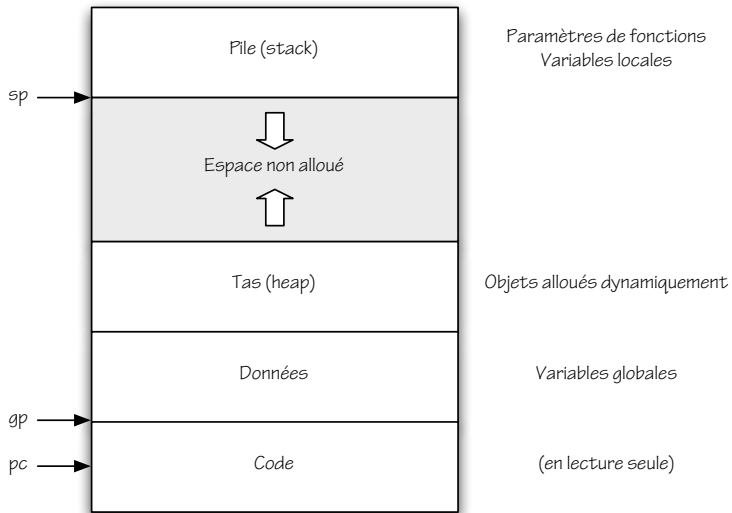 Pile (stack)
Paramètres de fonctions
Variables locales
sp
Espace non alloué
Tas (heap)
Objets alloués dynamiquement
Données
Variables globales
gp
pc
Code
(en lecture seule)